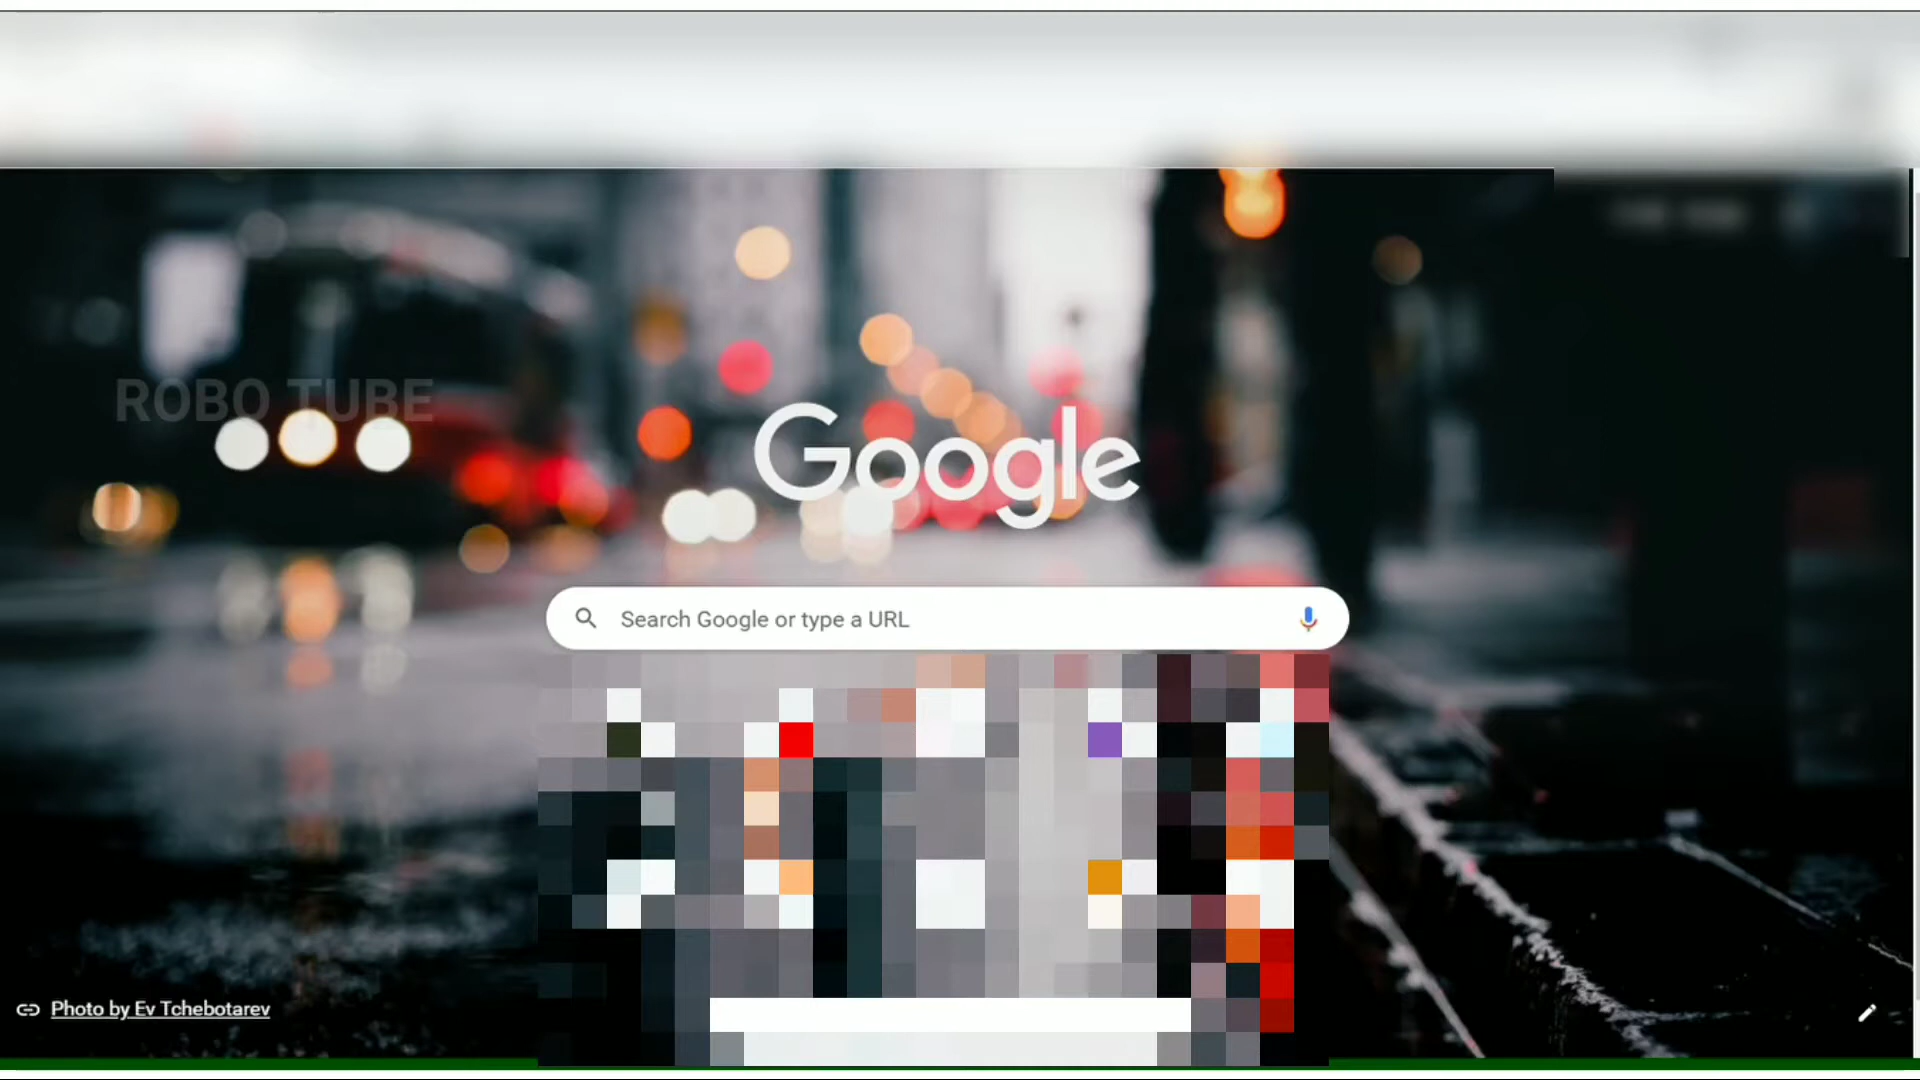 ROBO TUBE
Google
Search Google or type a URL
Photo by Ev Tchebotarev